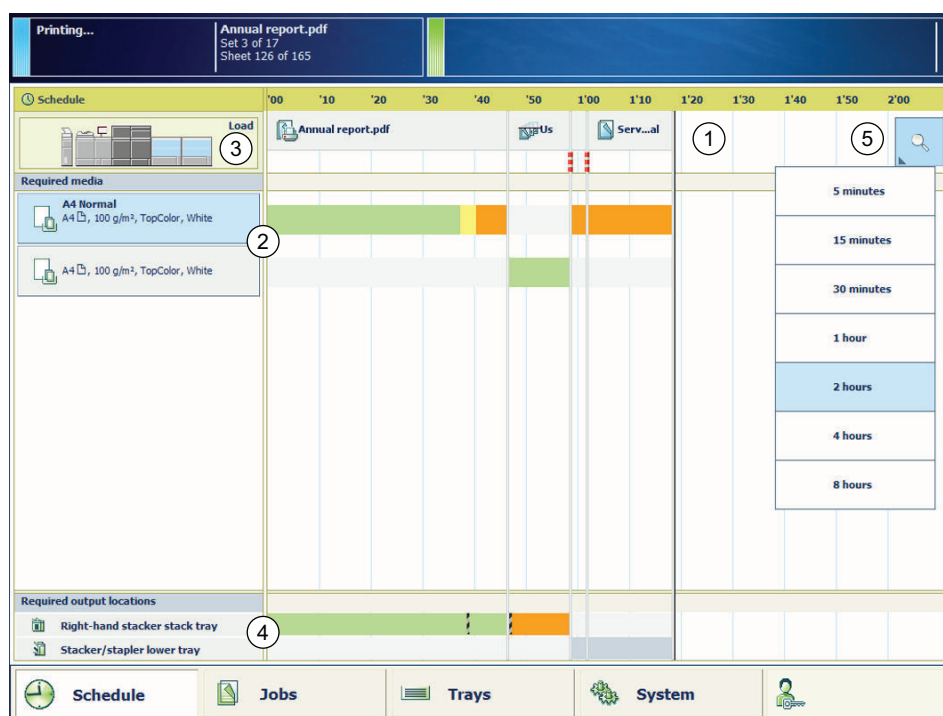 Printing...
Annual report.pdf
Set 3 of 17
Sheet 126 of 165
Schedule
'00 '10 '20 '30 '40 '50 1'00 1'10 1'20 1'30 1'40 1'50 2'00
Load
3
Annual report.pdf
Us
Serv...al
1
5
Required media
A4 Normal
A4, 100 g/m², TopColor, White
2
A4, 100 g/m², TopColor, White
5 minutes
15 minutes
30 minutes
1 hour
2 hours
4 hours
8 hours
Required output locations
Right-hand stacker stack tray
4
Stacker/stapler lower tray
Schedule
Jobs
Trays
System